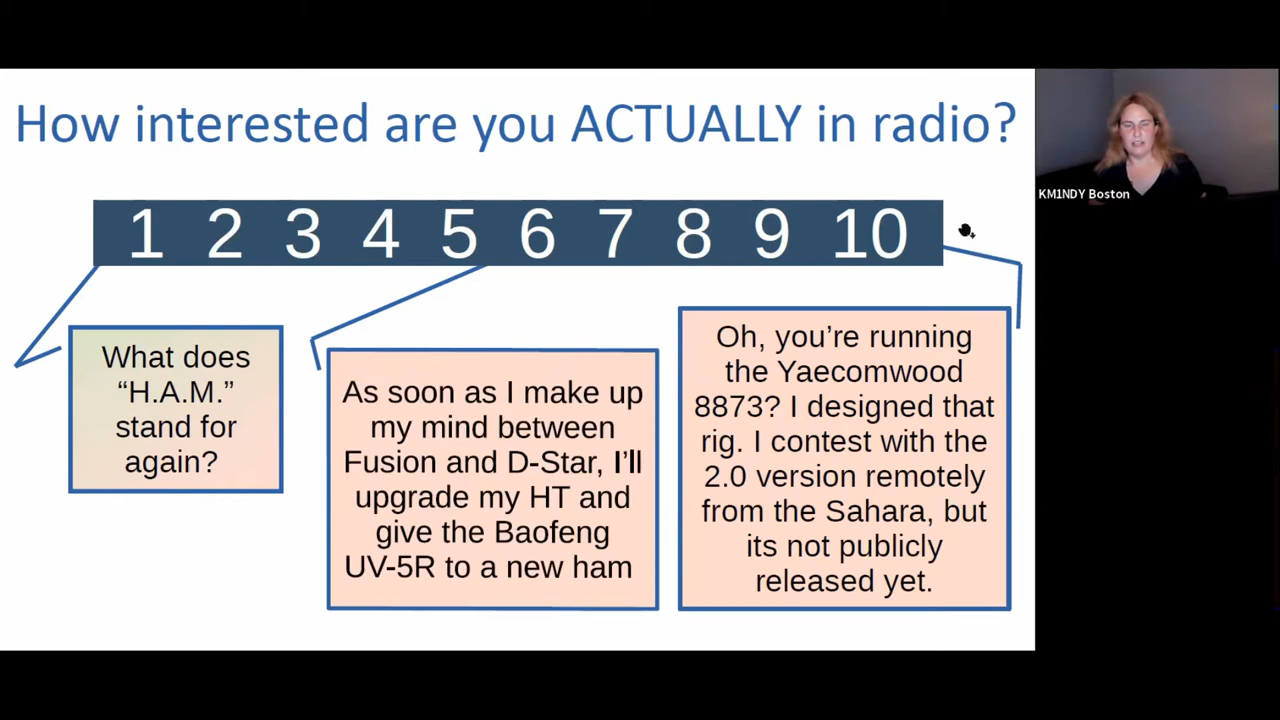 How interested are you ACTUALLY in radio?
1 2 3 4 5 6 7 8 9 10
What does
“H.A.M.”
stand for
again?
As soon as I make up
my mind between
Fusion and D-Star, I’ll
upgrade my HT and
give the Baofeng
UV-5R to a new ham
Oh, you’re running
the Yaecomwood
8873? I designed that
rig. I contest with the
2.0 version remotely
from the Sahara, but
its not publicly
released yet.
KM1NDY Boston